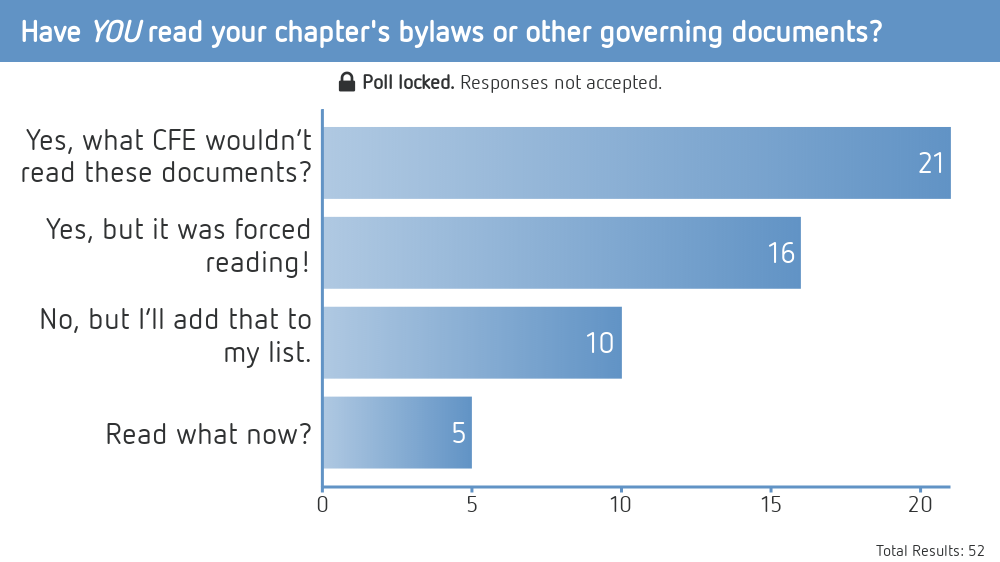 Have YOU read your chapter's bylaws or other governing documents?
Poll locked. Responses not accepted.
Yes, what CFE wouldn’t
read these documents?
21
Yes, but it was forced
reading!
16
No, but I’ll add that to
my list.
10
Read what now?
5
0 5 10 15 20
Total Results: 52